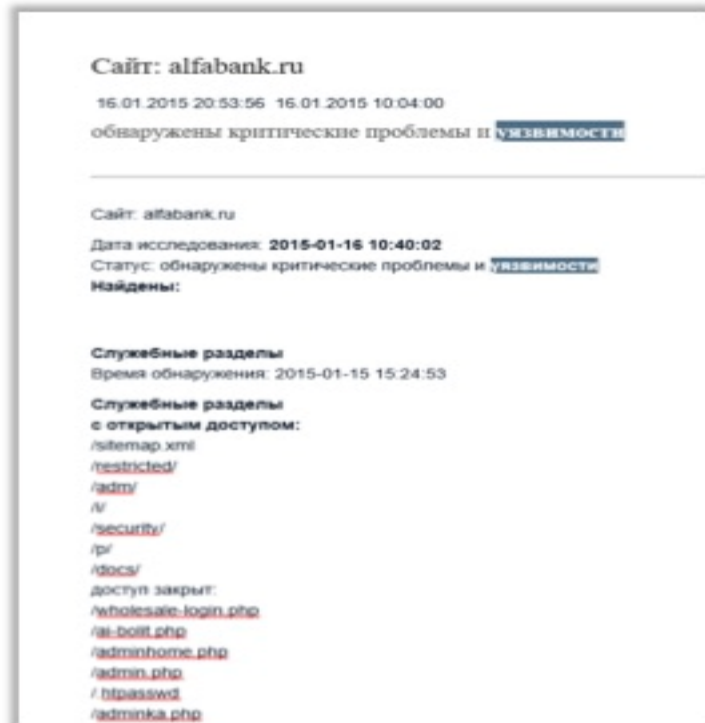 Сайт: alfabank.ru
16.01.2015 20:53:56 16.01.2015 10:04:00
обнаружены критические проблемы и уязвимости
Сайт: alfabank.ru
Дата исследования: 2015-01-16 10:40:02
Статус: обнаружены критические проблемы и уязвимости
Найдены:
Служебные разделы
Время обнаружения: 2015-01-15 15:24:53
Служебные разделы
с открытым доступом:
/sitemap.xml
/restricted/
/adm/
/i/
/security/
/p/
/docs/
доступ закрыт:
/wholesale-login.php
/ai-bolit.php
/adminhome.php
/admin.php
/.htpasswd
/adminka.php